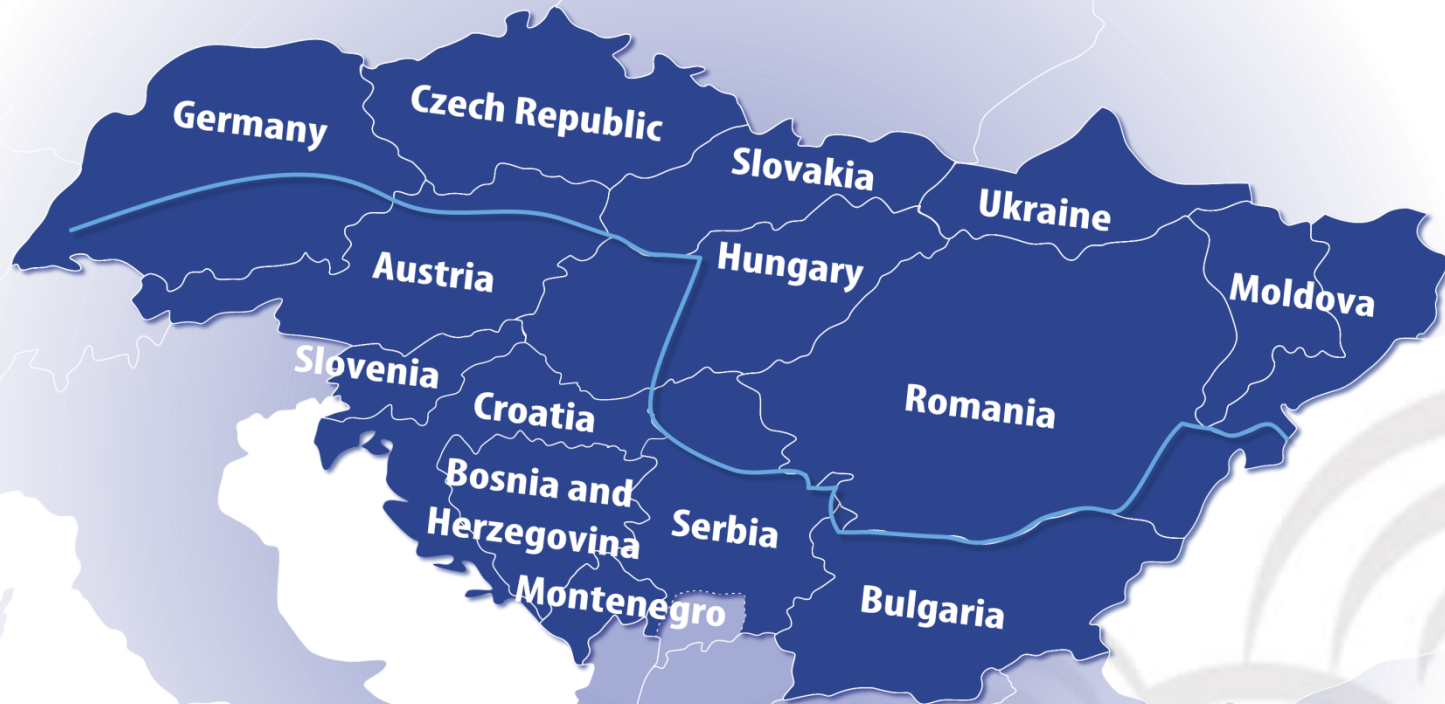 Germany
Czech Republic
Slovakia
Ukraine
Hungary
Austria
Moldova
Slovenia
Croatia
Romania
Bosnia and
Herzegovina
Serbia
Montenegro
Bulgaria